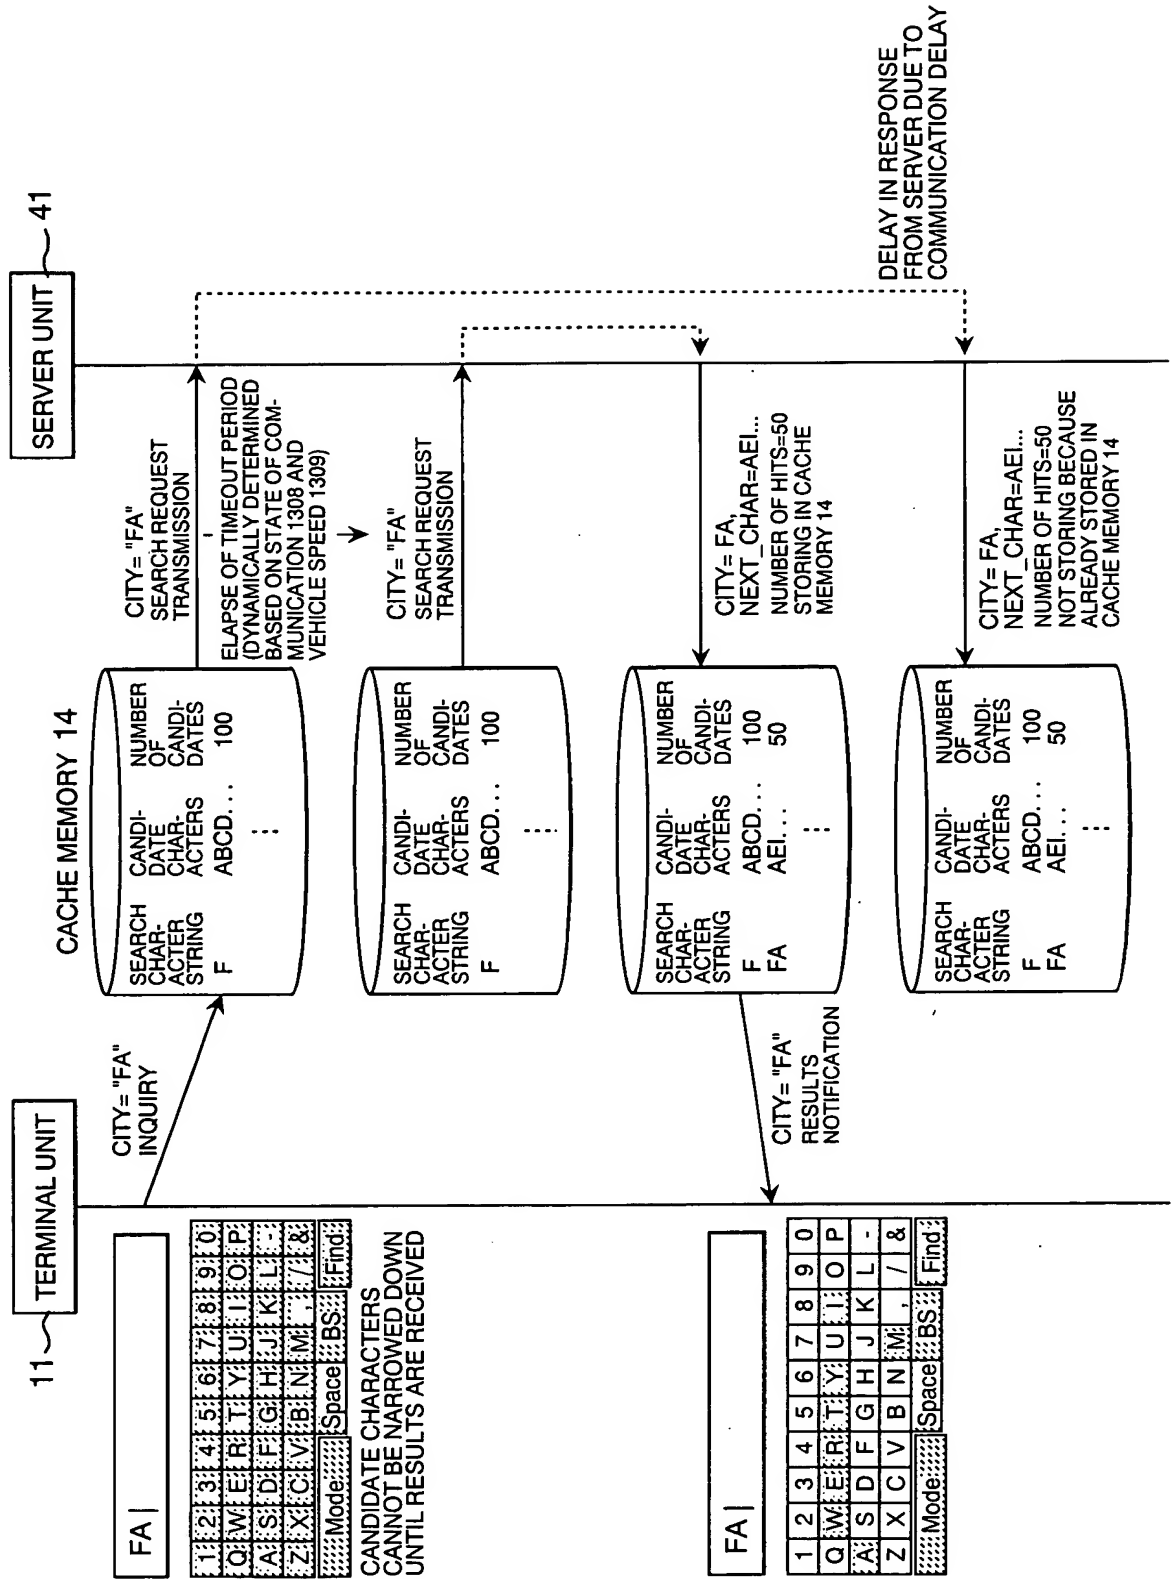 11
TERMINAL UNIT
CACHE MEMORY 14
SERVER UNIT
41
FA
1 2 3 4 5 6 7 8 9 0
Q W E R T Y U I O P
A S D F G H J K L -
Z X C V B N M , / &
Mode Space BS Find
CANDIDATE CHARACTERS
CANNOT BE NARROWED DOWN
UNTIL RESULTS ARE RECEIVED
CITY= "FA"
INQUIRY
SEARCH CHAR- ACTER STRING
CANDI- DATE CHAR- ACTERS
NUMBER OF CANDI- DATES
F ABCD... 100
CITY= "FA"
SEARCH REQUEST
TRANSMISSION
ELAPSE OF TIMEOUT PERIOD
(DYNAMICALLY DETERMINED
BASED ON STATE OF COM-
MUNICATION 1308 AND
VEHICLE SPEED 1309)
SEARCH CHAR- ACTER STRING
CANDI- DATE CHAR- ACTERS
NUMBER OF CANDI- DATES
F ABCD... 100
CITY= "FA"
SEARCH REQUEST
TRANSMISSION
SEARCH CHAR- ACTER STRING
CANDI- DATE CHAR- ACTERS
NUMBER OF CANDI- DATES
F ABCD... 100
FA AEI... 50
CITY= FA,
NEXT_CHAR=AEI...
NUMBER OF HITS=50
STORING IN CACHE
MEMORY 14
CITY= "FA"
RESULTS
NOTIFICATION
FA
1 2 3 4 5 6 7 8 9 0
Q W E R T Y U I O P
A S D F G H J K L -
Z X C V B N M , / &
Mode Space BS Find
SEARCH CHAR- ACTER STRING
CANDI- DATE CHAR- ACTERS
NUMBER OF CANDI- DATES
F ABCD... 100
FA AEI... 50
CITY= FA,
NEXT_CHAR=AEI...
NUMBER OF HITS=50
NOT STORING BECAUSE
ALREADY STORED IN
CACHE MEMORY 14
DELAY IN RESPONSE
FROM SERVER DUE TO
COMMUNICATION DELAY